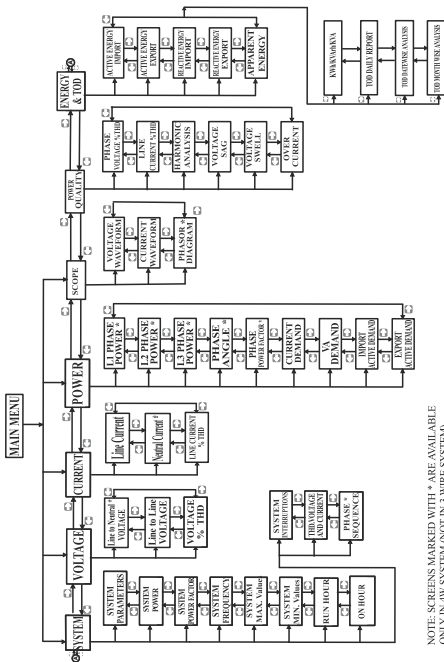 MAIN MENU
SYSTEM
VOLTAGE
CURRENT
POWER
SCOPE
POWER
QUALITY
ENERGY
& TOD
SYSTEM
PARAMETERS
SYSTEM
POWER
SYSTEM
POWER FACTOR
SYSTEM
FREQUENCY
SYSTEM
MAX. Values
SYSTEM
MIN. Values
RUN HOUR
ON HOUR
SYSTEM
INTERRUPTIONS
THD VOLTAGE
AND CURRENT
PHASE *
SEQUENCE
Line to Neutral *
VOLTAGE
Line to Line
VOLTAGE
VOLTAGE
% THD
Line Current
Neutral Current *
LINE CURRENT
% THD
L1 PHASE
POWER *
L2 PHASE
POWER *
L3 PHASE
POWER *
PHASE
ANGLE *
PHASE
POWER FACTOR *
CURRENT
DEMAND
VA
DEMAND
IMPORT
ACTIVE DEMAND
EXPORT
ACTIVE DEMAND
VOLTAGE
WAVEFORM
CURRENT
WAVEFORM
PHASOR *
DIAGRAM
PHASE
VOLTAGE %THD
LINE
CURRENT %THD
HARMONIC
ANALYSIS
VOLTAGE
SAG
VOLTAGE
SWELL
OVER
CURRENT
ACTIVE ENERGY
IMPORT
ACTIVE ENERGY
EXPORT
REACTIVE ENERGY
IMPORT
REACTIVE ENERGY
EXPORT
APPARENT
ENERGY
KWh/KVArh/KVA
TOD DAILY REPORT
TOD DATEWISE ANALYSIS
TOD MONTHWISE ANALYSIS
NOTE: SCREENS MARKED WITH * ARE AVAILABLE
ONLY IN 4W SYSTEM (NOT IN 3 WIRE SYSTEM)